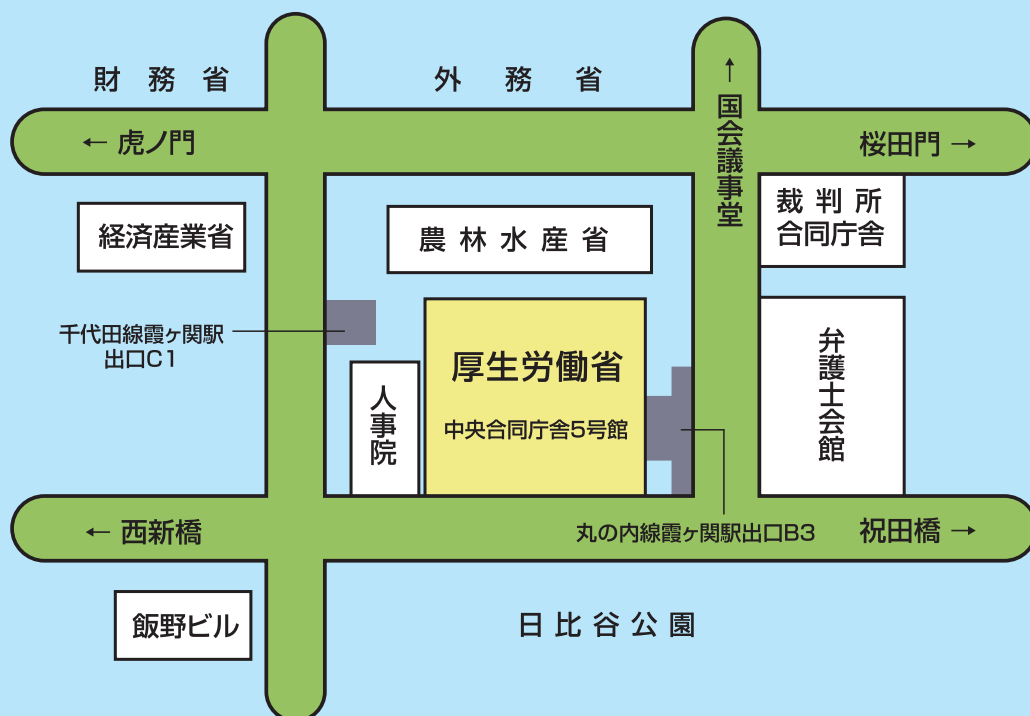 財務省
外務省
← 虎ノ門
↑国会議事堂
桜田門 →
経済産業省
農林水産省
裁判所
合同庁舎
千代田線霞ヶ関駅
出口C1
人事院
厚生労働省
中央合同庁舎5号館
弁護士会館
← 西新橋
丸の内線霞ヶ関駅出口B3
祝田橋 →
飯野ビル
日比谷公園